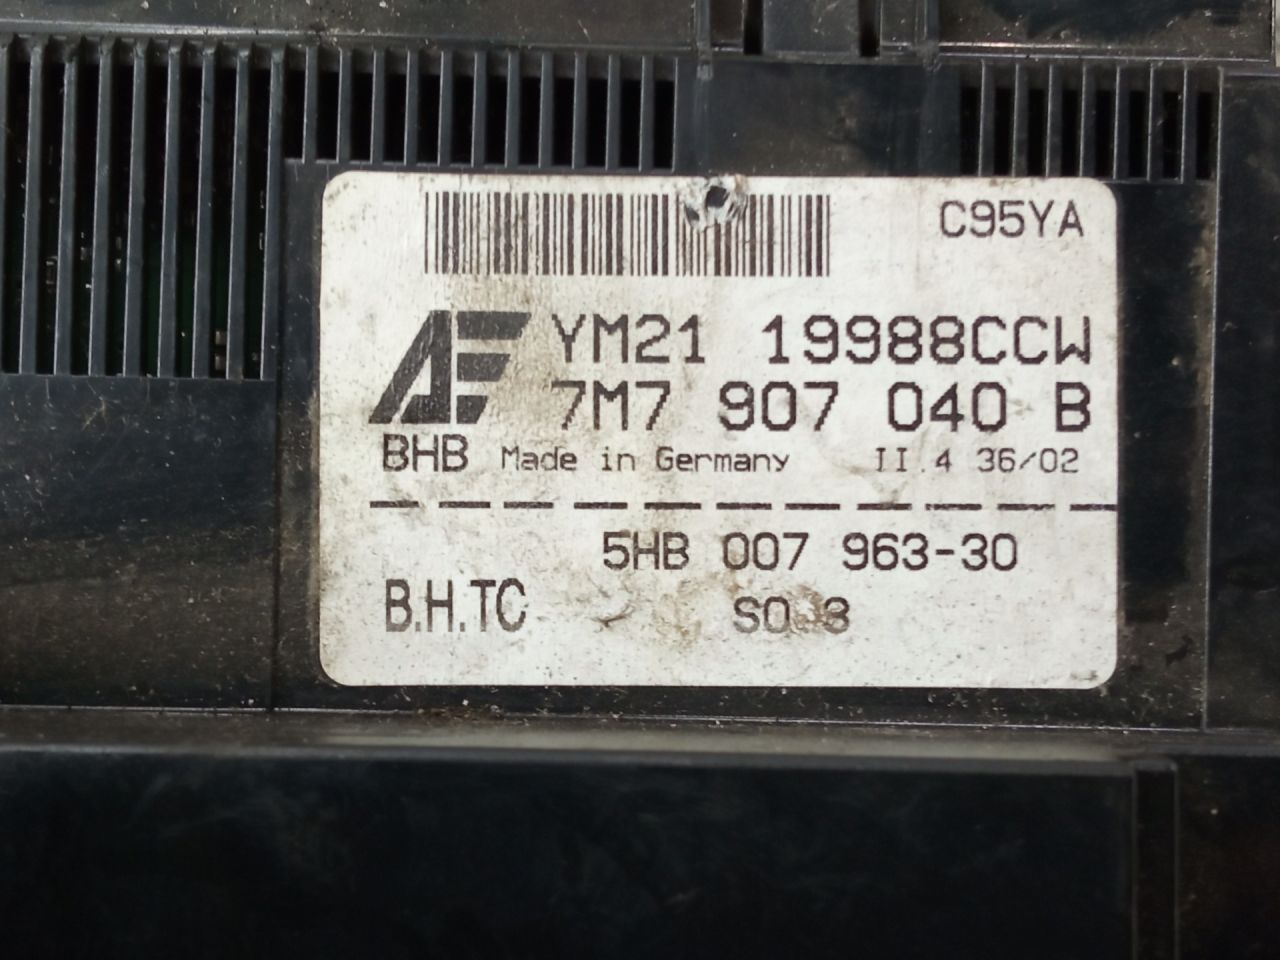 C95YA
AE YM21 19988CCW
7M7 907 040 B
BHB Made in Germany II.4 36/02
5HB 007 963-30
B.H.TC